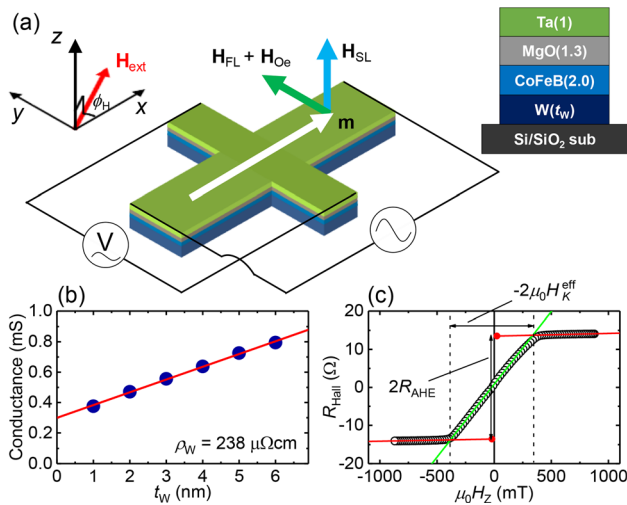 (a)
z
H_ext
ϕ_H
y
x
H_FL + H_Oe
H_SL
m
V
Ta(1)
MgO(1.3)
CoFeB(2.0)
W(t_W)
Si/SiO₂ sub
(b)
Conductance (mS)
1.0
0.8
0.6
0.4
0.2
0.0
ρ_W = 238 μΩcm
0 1 2 3 4 5 6
t_W (nm)
(c)
-2μ₀H_K^eff
R_Hall (Ω)
20
10
0
-10
-20
2R_AHE
-1000 -500 0 500 1000
μ₀H_Z (mT)